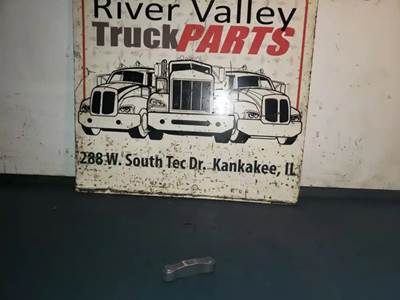 River Valley
TruckPARTS
288 W. South Tec Dr. Kankakee, IL